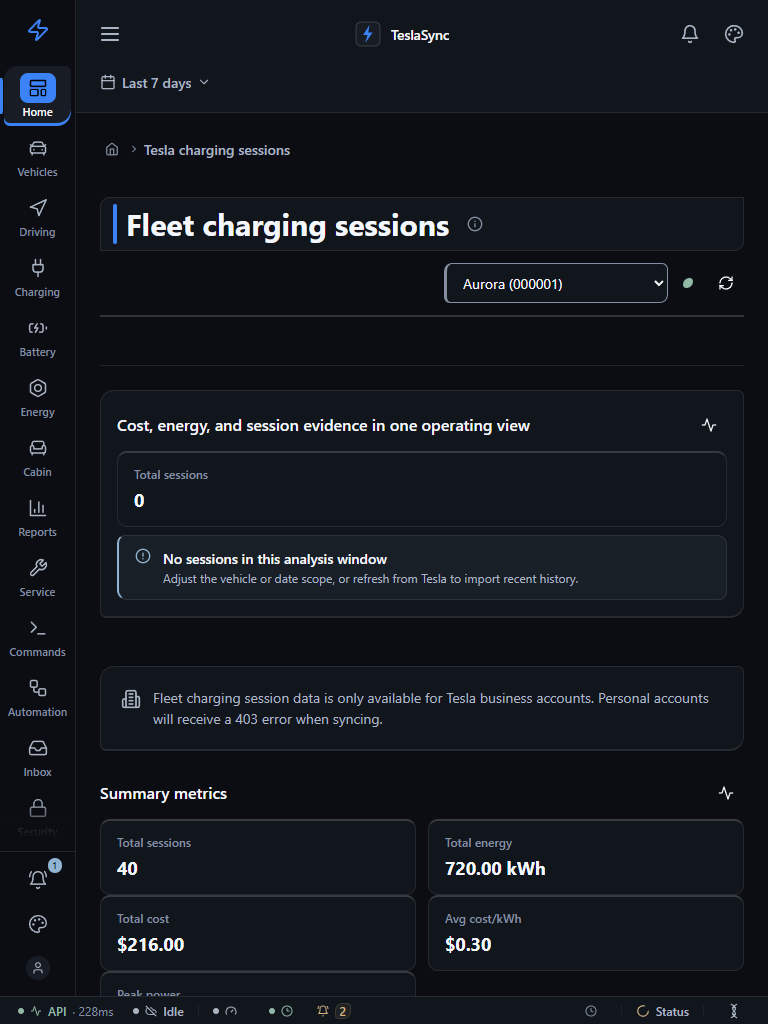 TeslaSync
Last 7 days
Home
Vehicles
Driving
Charging
Battery
Energy
Cabin
Reports
Service
Commands
Automation
Inbox
Security
1
Tesla charging sessions
Fleet charging sessions
Aurora (000001)
Cost, energy, and session evidence in one operating view
Total sessions
0
No sessions in this analysis window
Adjust the vehicle or date scope, or refresh from Tesla to import recent history.
Fleet charging session data is only available for Tesla business accounts. Personal accounts
will receive a 403 error when syncing.
Summary metrics
Total sessions
40
Total energy
720.00 kWh
Total cost
$216.00
Avg cost/kWh
$0.30
Peak power
API · 228ms
Idle
2
Status